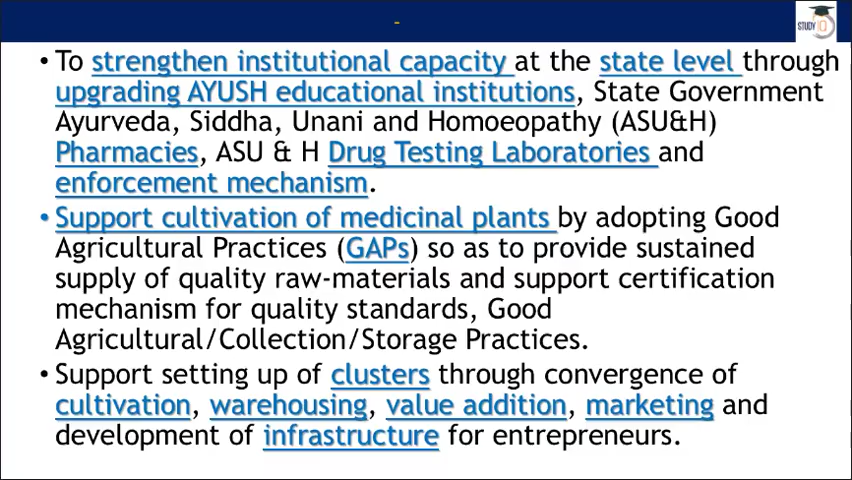 -
STUDY IQ
• To strengthen institutional capacity at the state level through
upgrading AYUSH educational institutions, State Government
Ayurveda, Siddha, Unani and Homoeopathy (ASU&H)
Pharmacies, ASU & H Drug Testing Laboratories and
enforcement mechanism.
• Support cultivation of medicinal plants by adopting Good
Agricultural Practices (GAPs) so as to provide sustained
supply of quality raw-materials and support certification
mechanism for quality standards, Good
Agricultural/Collection/Storage Practices.
• Support setting up of clusters through convergence of
cultivation, warehousing, value addition, marketing and
development of infrastructure for entrepreneurs.